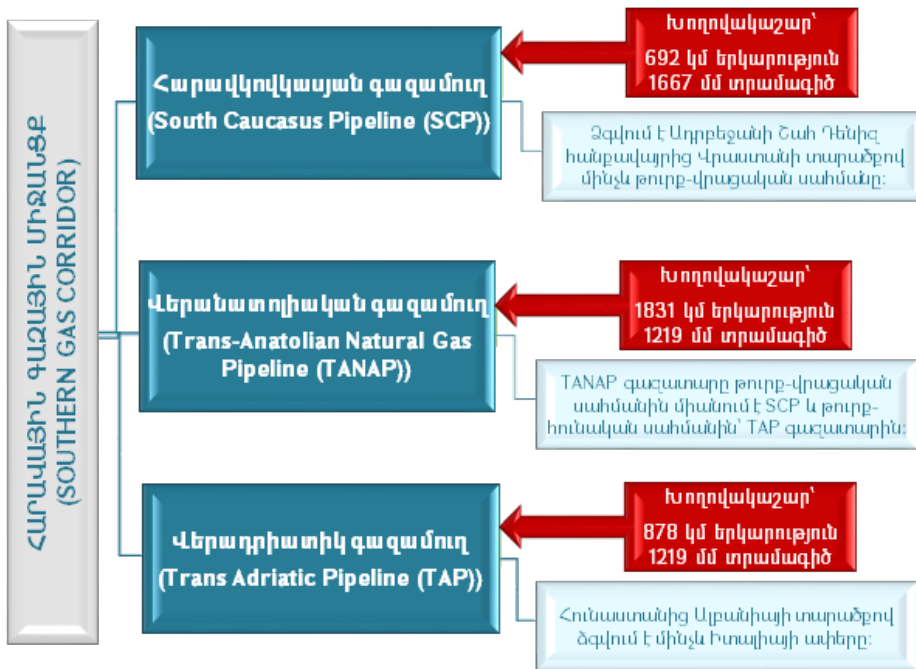 ՀԱՐԱՎԱՅԻՆ ԳԱԶԱՅԻՆ ՄԻՋԱՆՑՔ
(SOUTHERN GAS CORRIDOR)
Հարավկովկասյան գազամուղ
(South Caucasus Pipeline (SCP))
Խողովակաշար՝
692 կմ երկարություն
1667 մմ տրամագիծ
Ձգվում է Ադրբեջանի Շահ Դենիզ
հանքավայրից Վրաստանի տարածքով
մինչև թուրք-վրացական սահմանը:
Վերանատոլիական գազամուղ
(Trans-Anatolian Natural Gas
Pipeline (TANAP))
Խողովակաշար՝
1831 կմ երկարություն
1219 մմ տրամագիծ
TANAP գազատարը թուրք-վրացական
սահմանին միանում է SCP և թուրք-
հունական սահմանին՝ TAP գազատարին:
Վերադրիատիկ գազամուղ
(Trans Adriatic Pipeline (TAP))
Խողովակաշար՝
878 կմ երկարություն
1219 մմ տրամագիծ
Հունաստանից Ալբանիայի տարածքով
ձգվում է մինչև Իտալիայի ափերը: